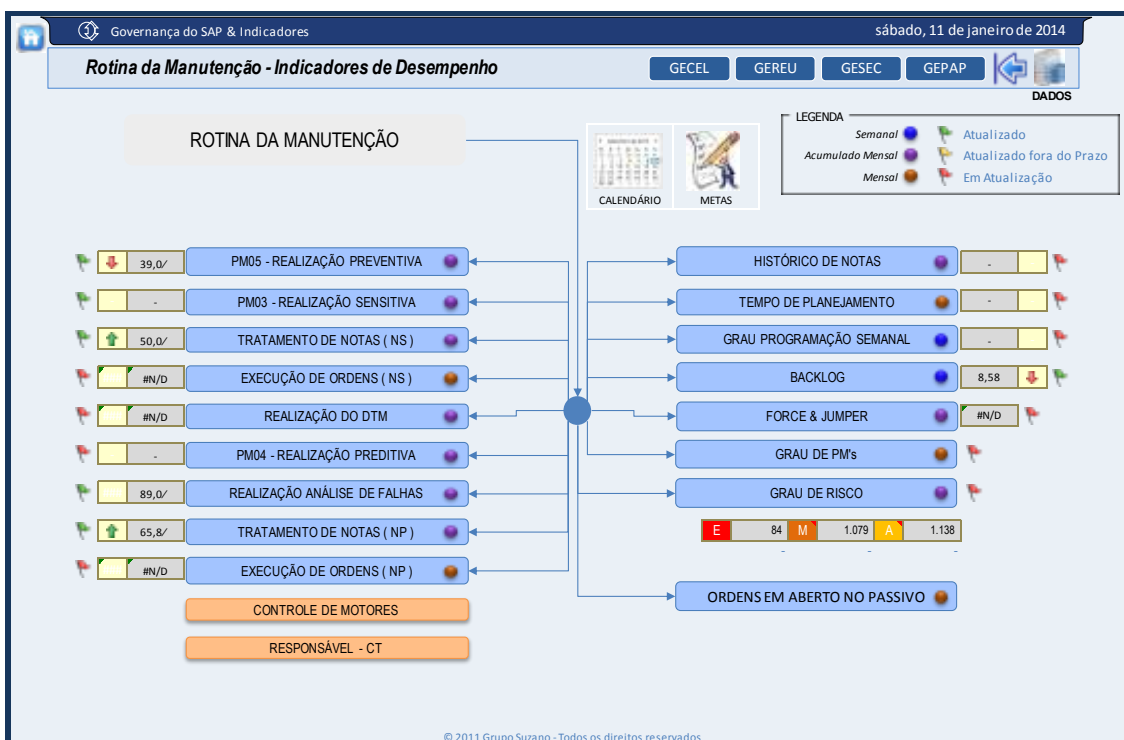 Governança do SAP & Indicadores
sábado, 11 de janeiro de 2014
Rotina da Manutenção - Indicadores de Desempenho
GECEL
GEREU
GESEC
GEPAP
DADOS
ROTINA DA MANUTENÇÃO
CALENDÁRIO
METAS
LEGENDA
Semanal
Atualizado
Acumulado Mensal
Atualizado fora do Prazo
Mensal
Em Atualização
39,0
PM05 - REALIZAÇÃO PREVENTIVA
-
PM03 - REALIZAÇÃO SENSITIVA
50,0
TRATAMENTO DE NOTAS ( NS )
#N/D
EXECUÇÃO DE ORDENS ( NS )
#N/D
REALIZAÇÃO DO DTM
-
PM04 - REALIZAÇÃO PREDITIVA
89,0
REALIZAÇÃO ANÁLISE DE FALHAS
65,8
TRATAMENTO DE NOTAS ( NP )
#N/D
EXECUÇÃO DE ORDENS ( NP )
CONTROLE DE MOTORES
RESPONSÁVEL - CT
HISTÓRICO DE NOTAS
-
TEMPO DE PLANEJAMENTO
-
GRAU PROGRAMAÇÃO SEMANAL
-
BACKLOG
8,58
FORCE & JUMPER
#N/D
GRAU DE PM's
GRAU DE RISCO
E 84 M 1.079 A 1.138
- - -
ORDENS EM ABERTO NO PASSIVO
© 2011 Grupo Suzano - Todos os direitos reservados